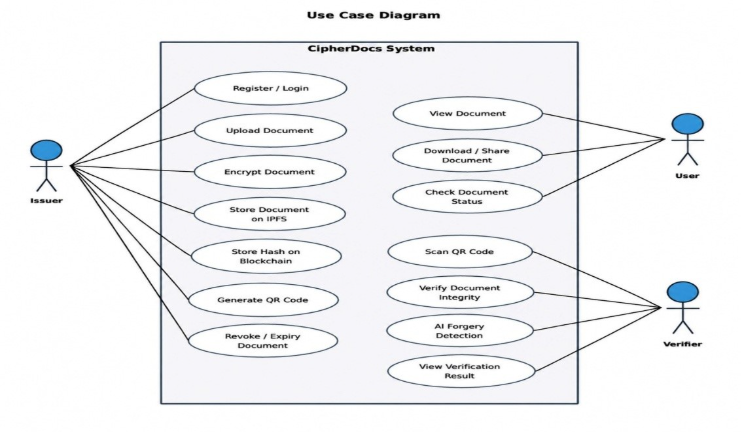 Use Case Diagram
CipherDocs System
Register / Login
Upload Document
Encrypt Document
Store Document
on IPFS
Store Hash on
Blockchain
Generate QR Code
Revoke / Expiry
Document
Issuer
View Document
Download / Share
Document
Check Document
Status
User
Scan QR Code
Verify Document
Integrity
AI Forgery
Detection
View Verification
Result
Verifier